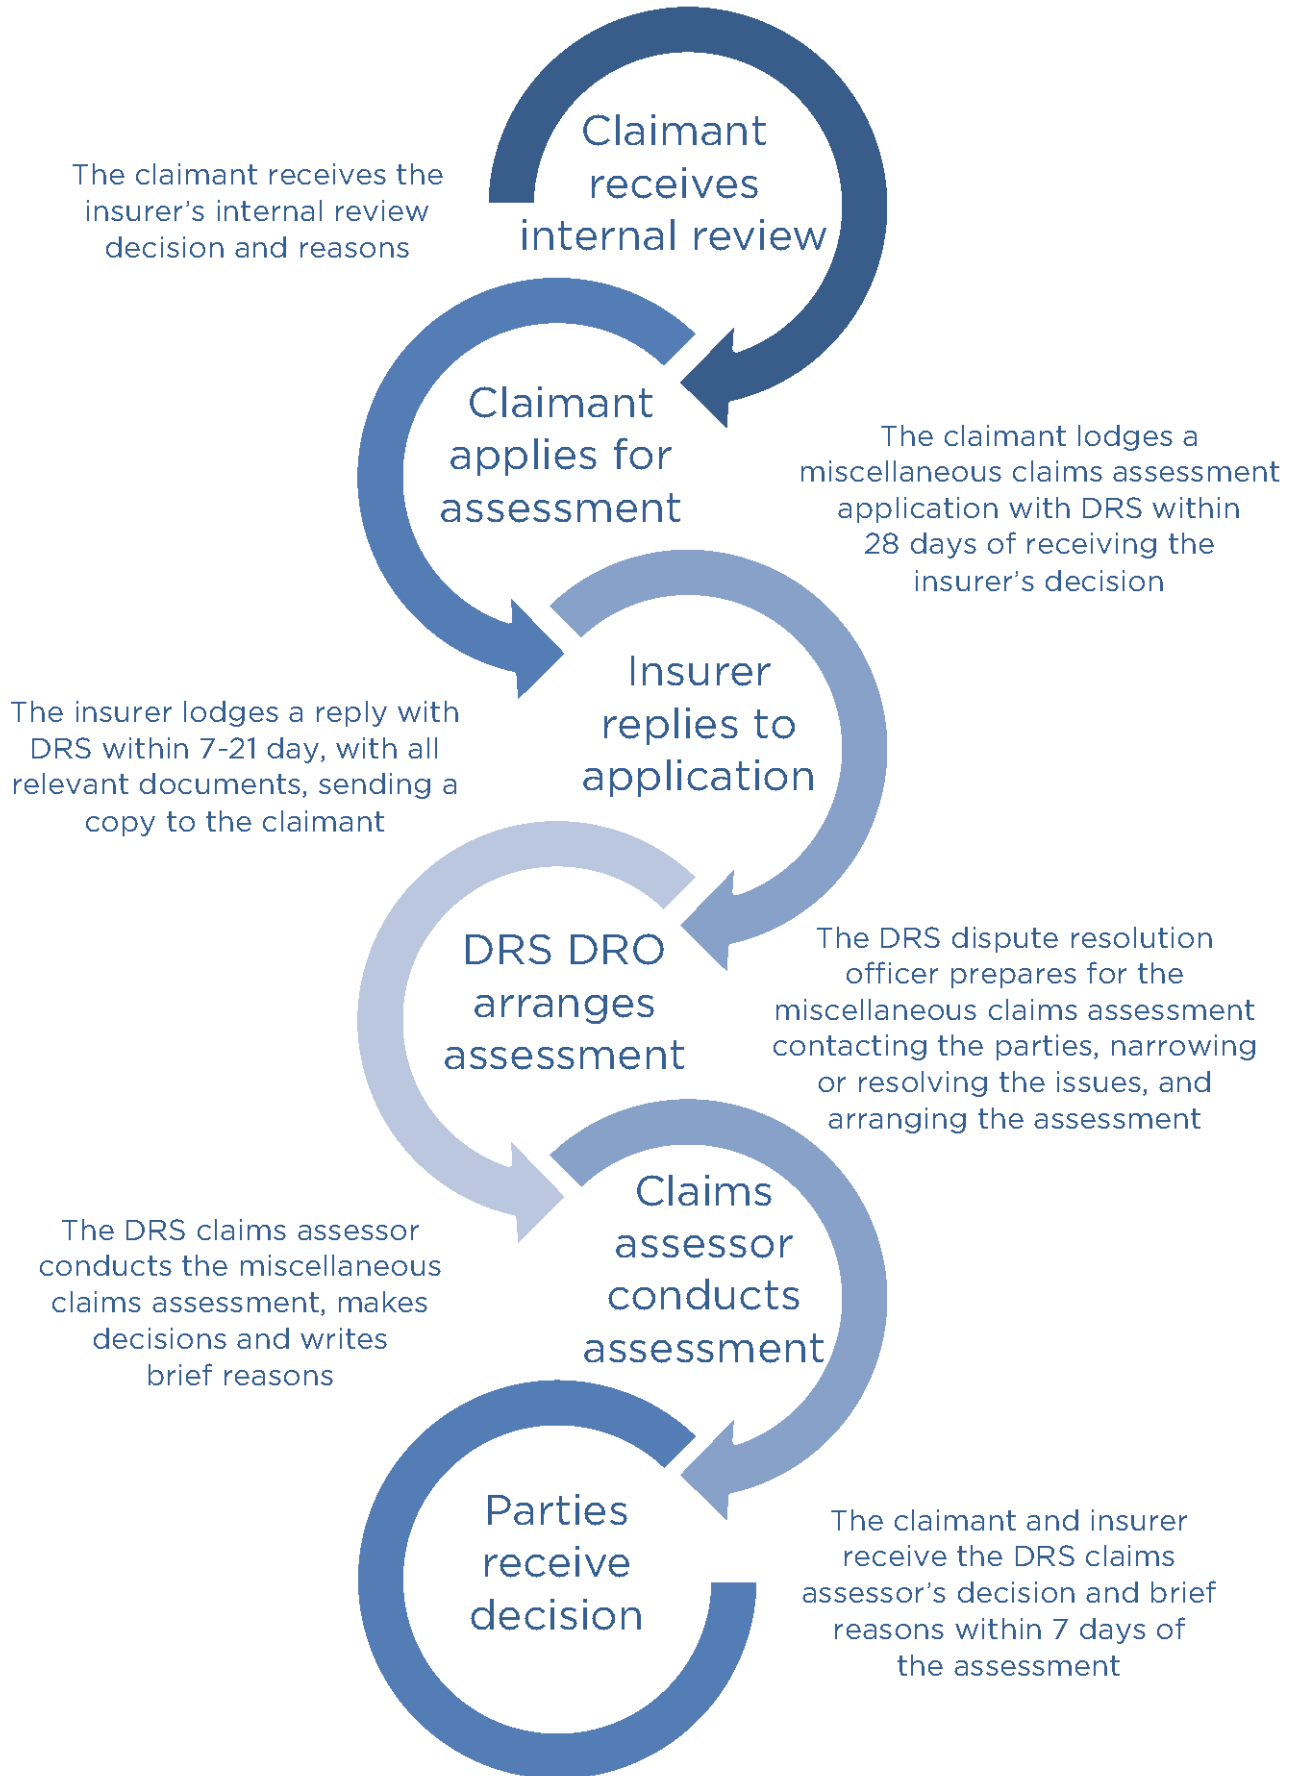 Claimant
receives
internal review
The claimant receives the
insurer's internal review
decision and reasons
Claimant
applies for
assessment
The claimant lodges a
miscellaneous claims assessment
application with DRS within
28 days of receiving the
insurer's decision
Insurer
replies to
application
The insurer lodges a reply with
DRS within 7-21 day, with all
relevant documents, sending a
copy to the claimant
DRS DRO
arranges
assessment
The DRS dispute resolution
officer prepares for the
miscellaneous claims assessment
contacting the parties, narrowing
or resolving the issues, and
arranging the assessment
Claims
assessor
conducts
assessment
The DRS claims assessor
conducts the miscellaneous
claims assessment, makes
decisions and writes
brief reasons
Parties
receive
decision
The claimant and insurer
receive the DRS claims
assessor's decision and brief
reasons within 7 days of
the assessment